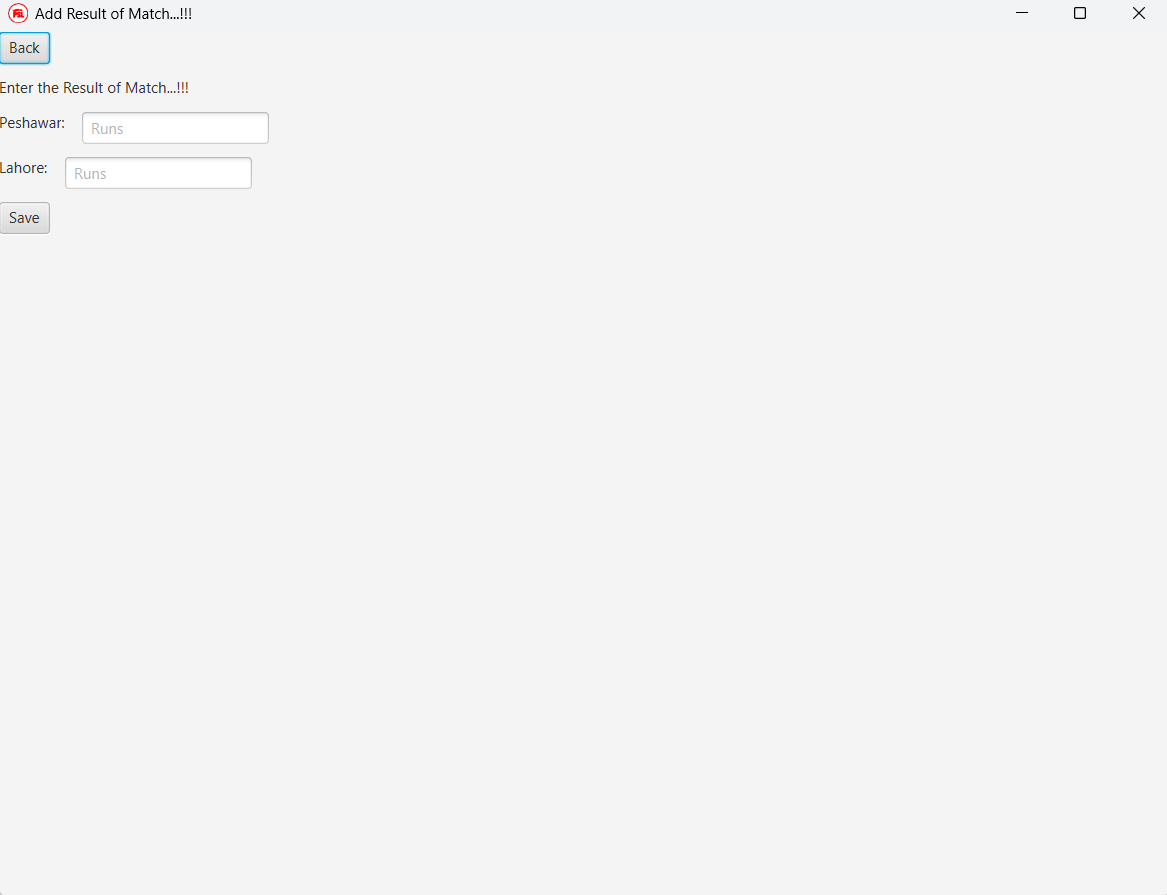 Add Result of Match...!!!
Back
Enter the Result of Match...!!!
Peshawar: Runs
Lahore: Runs
Save